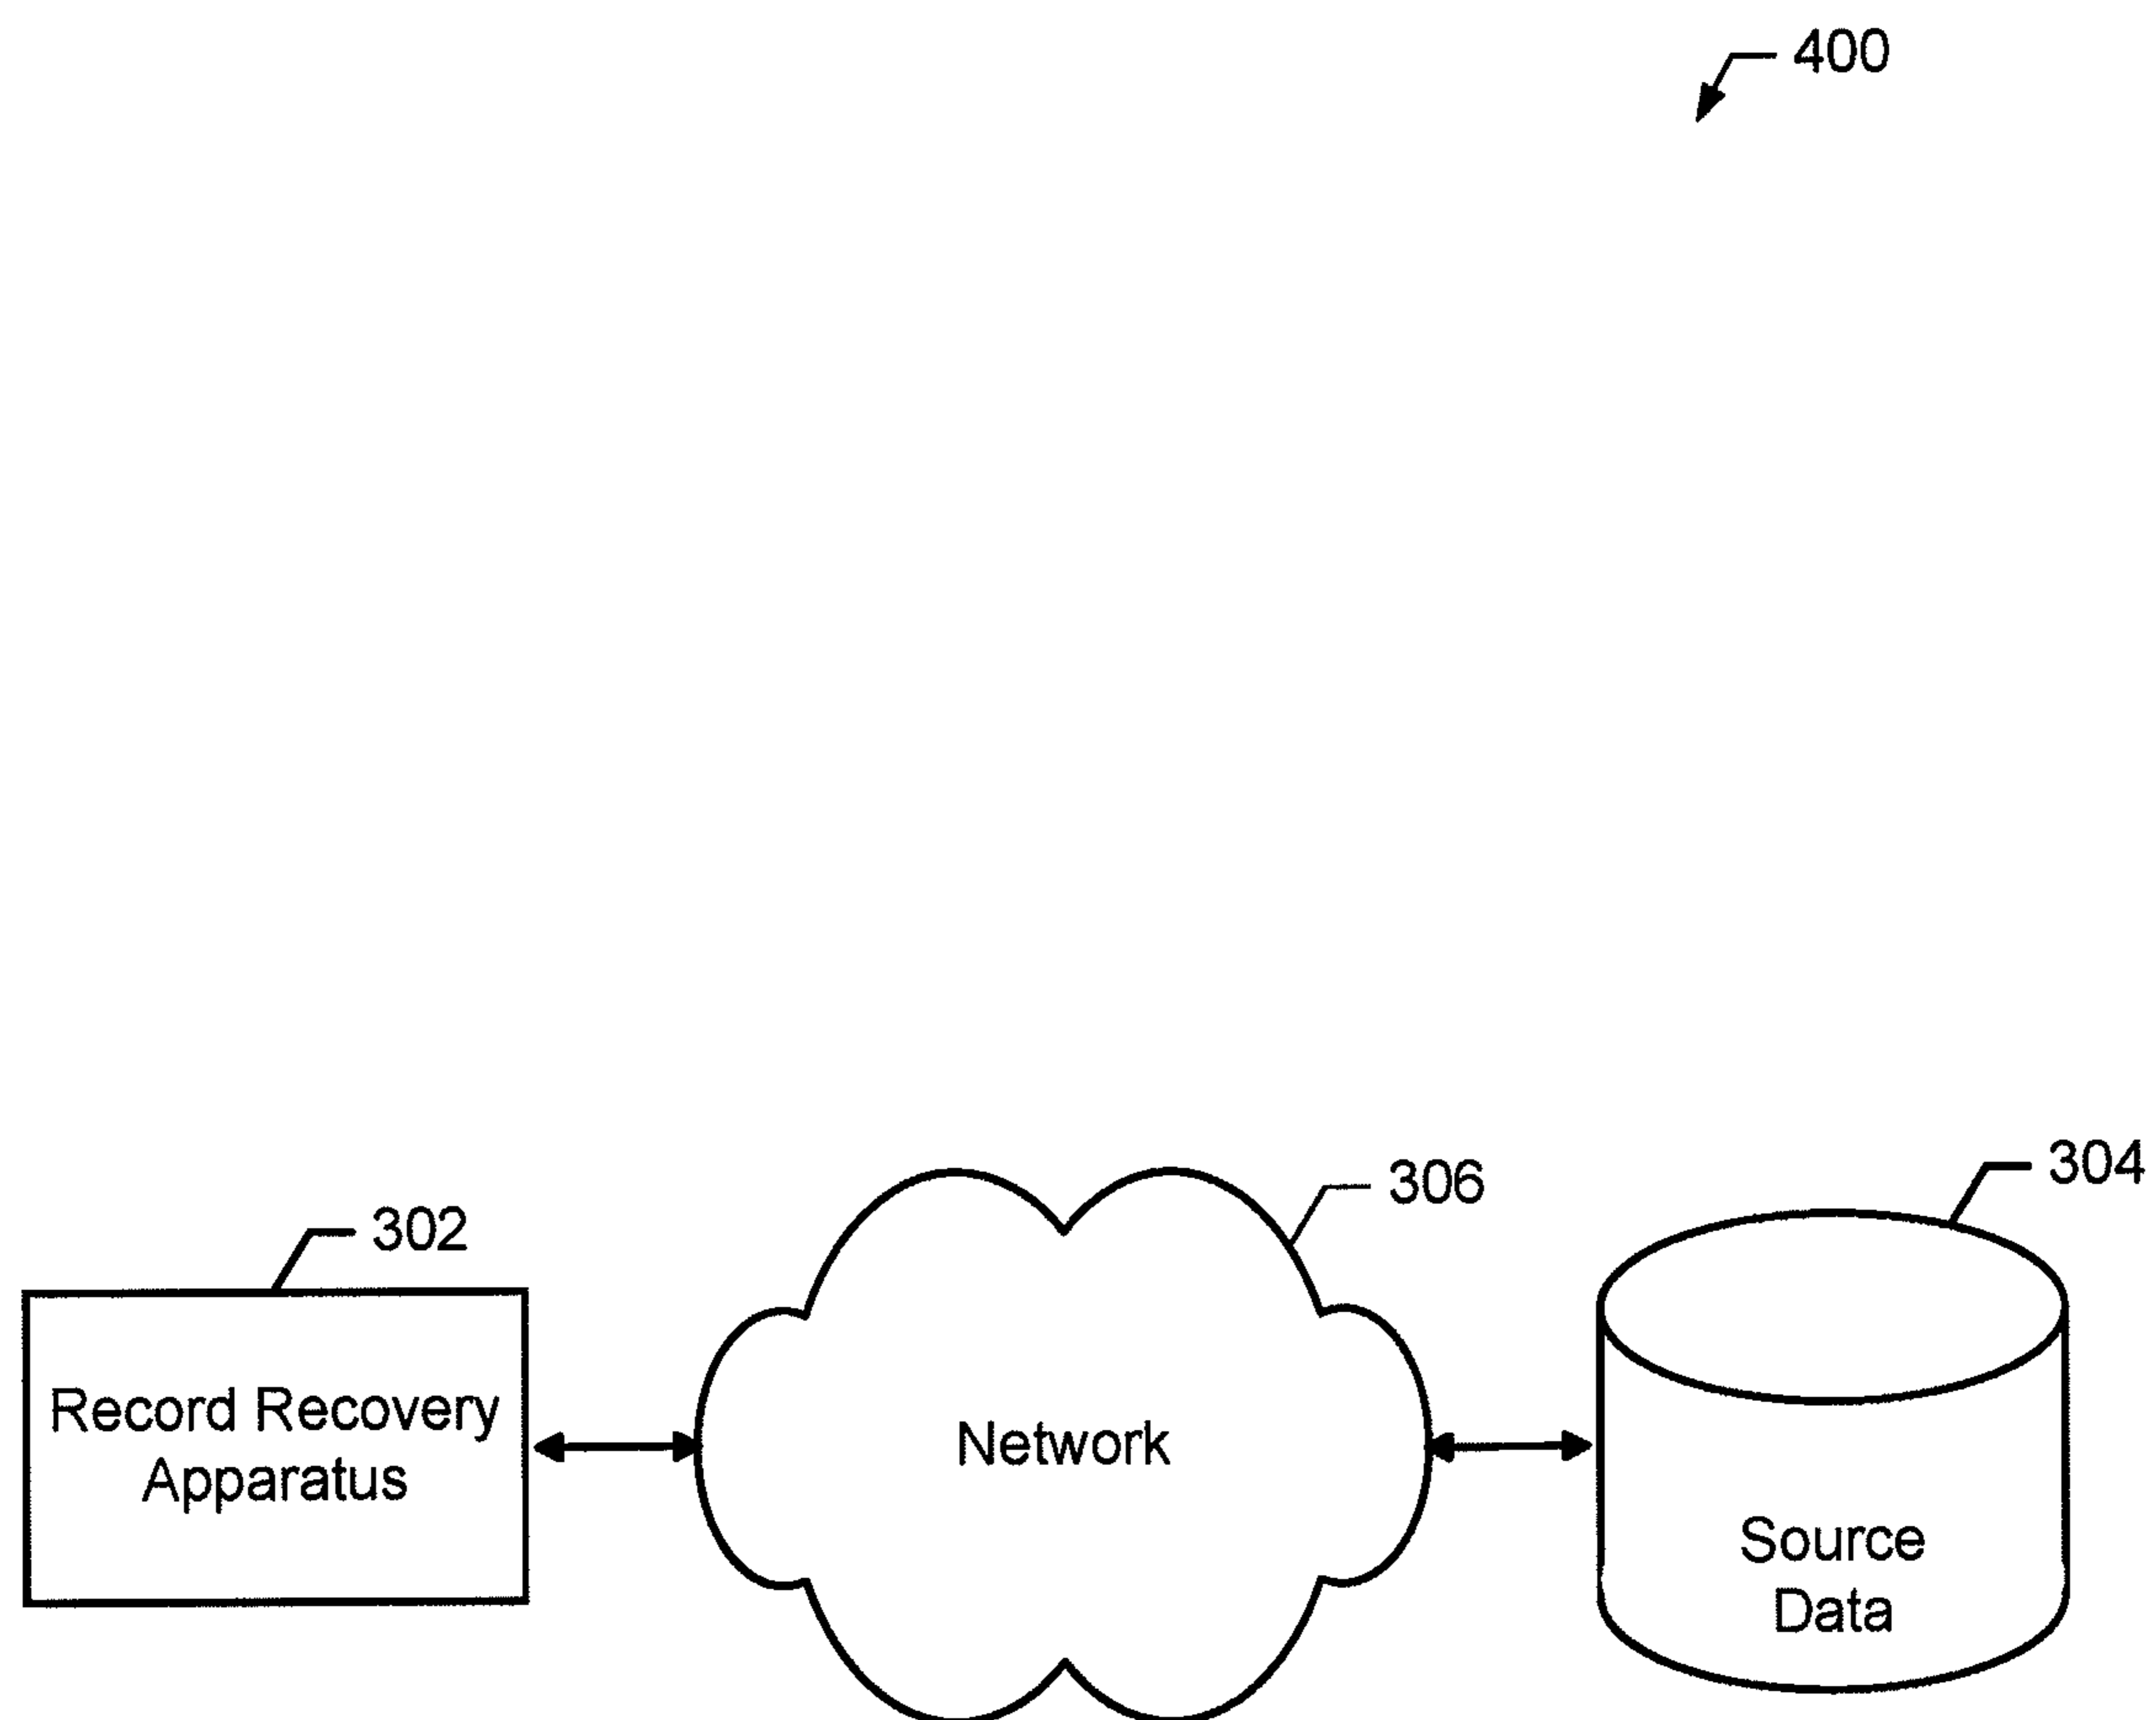 400
304
306
302
Record Recovery
Apparatus
Network
Source
Data